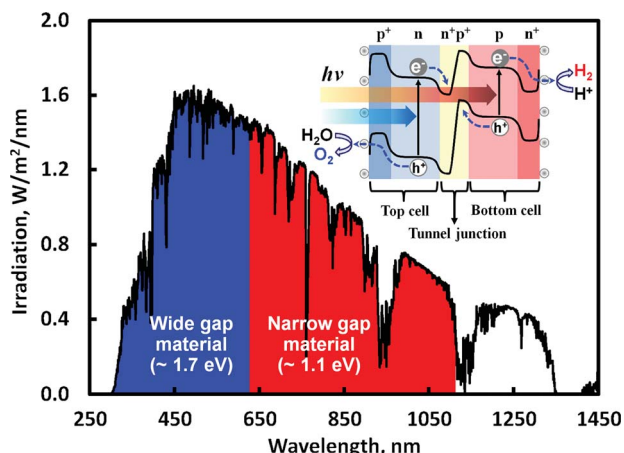 2.0
1.6
1.2
0.8
0.4
0.0
Irradiation, W/m²/nm
250 450 650 850 1050 1250 1450
Wavelength, nm
Wide gap
material
(~ 1.7 eV)
Narrow gap
material
(~ 1.1 eV)
p⁺ n n⁺ p⁺ p n⁺
hν
e⁻
e⁻
H₂
H⁺
H₂O
O₂
h⁺
h⁺
Top cell
Bottom cell
Tunnel junction